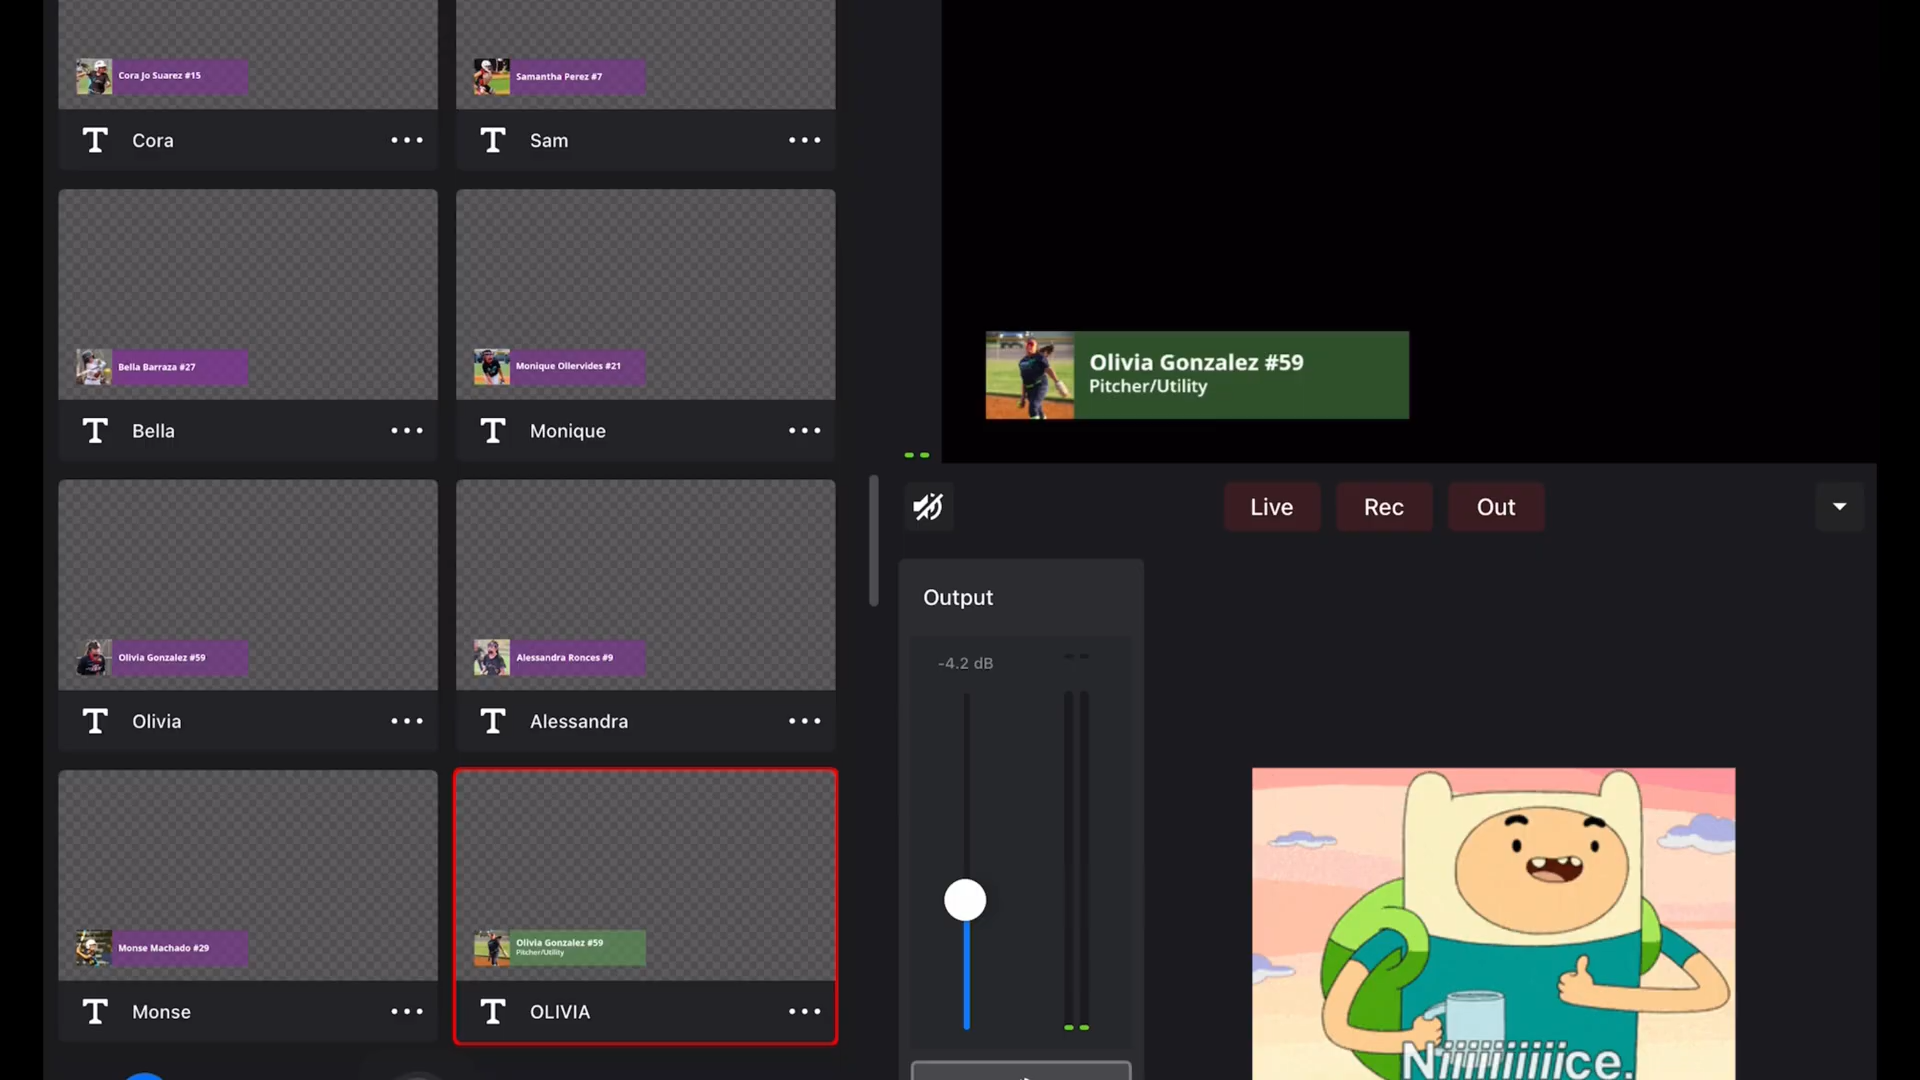 Cora Jo Suarez #15
Samantha Perez #7
Cora
Sam
Bella Barraza #27
Monique Ollervides #21
Bella
Monique
Olivia Gonzalez #59
Pitcher/Utility
Live
Rec
Out
Output
-4.2 dB
Olivia Gonzalez #59
Alessandra Ronces #9
Olivia
Alessandra
Monse Machado #29
Olivia Gonzalez #59
Pitcher/Utility
Monse
OLIVIA
Niiiiiiiiiice.